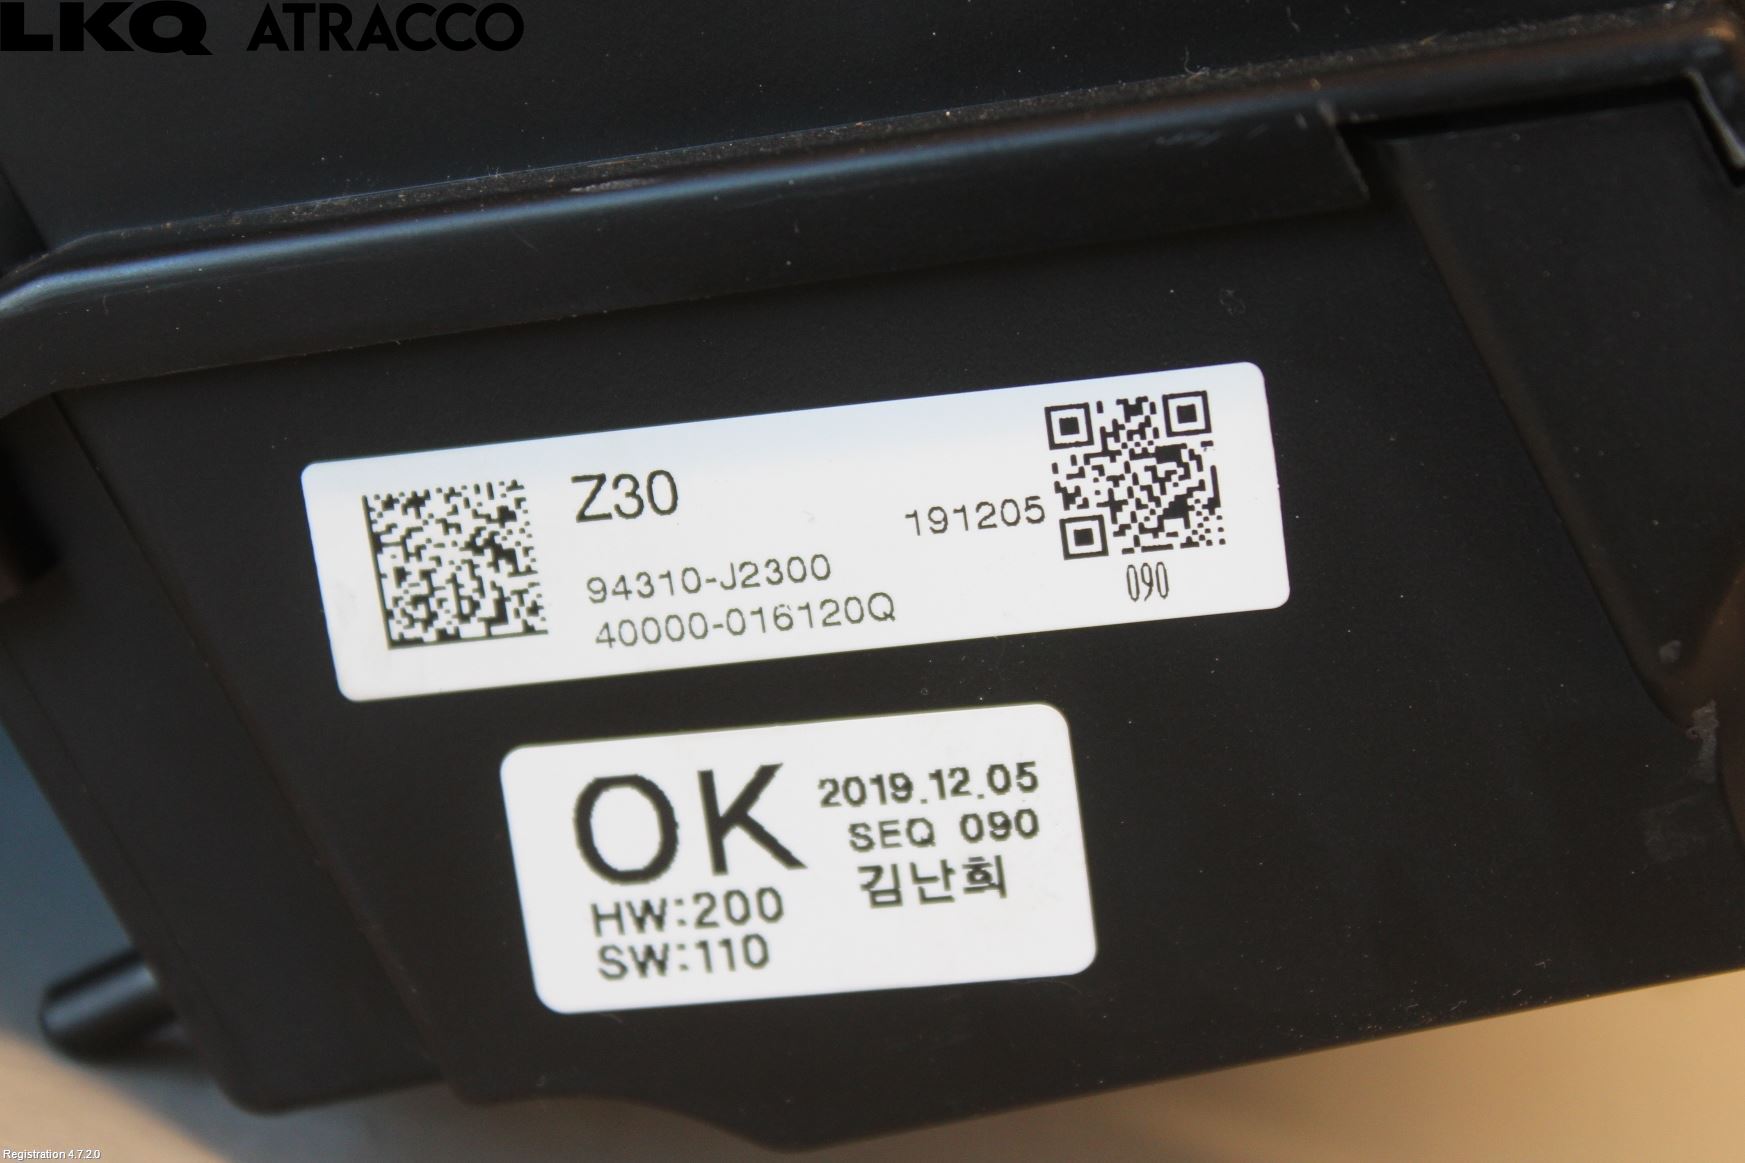 LKQ ATRACCO
Z30
191205
94310-J2300
40000-016120Q
090
OK
2019.12.05
SEQ 090
김난희
HW:200
SW:110
Registration 4.7.2.0